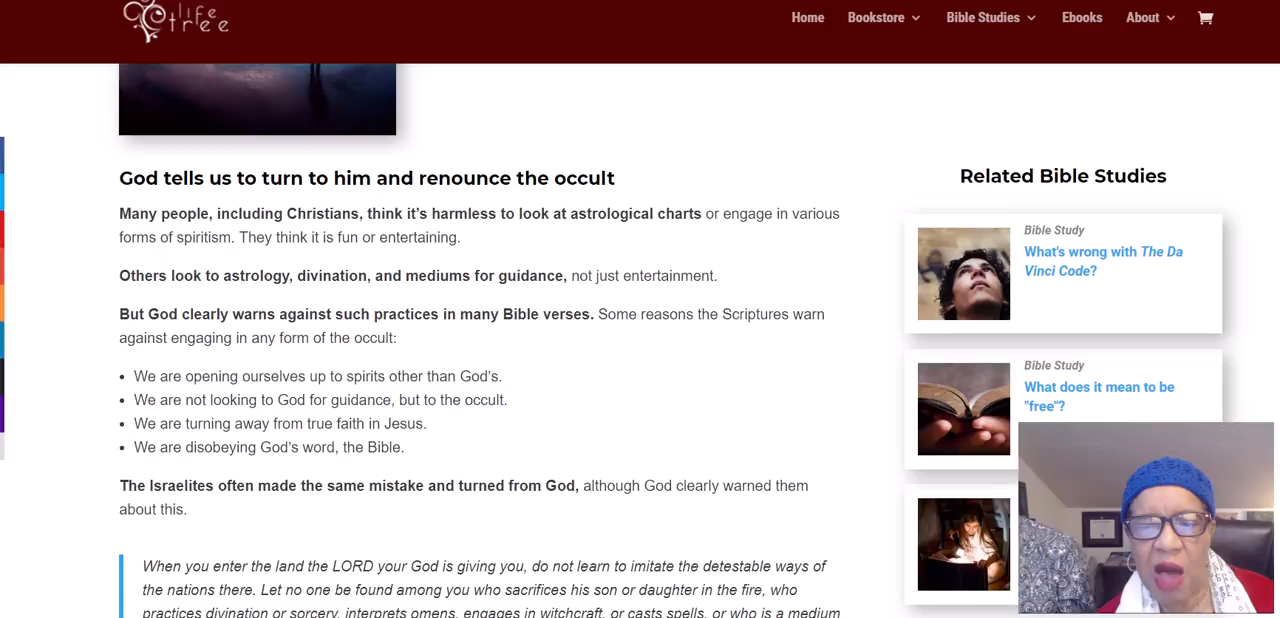 life
tree
Home Bookstore Bible Studies Ebooks About
God tells us to turn to him and renounce the occult
Many people, including Christians, think it's harmless to look at astrological charts or engage in various
forms of spiritism. They think it is fun or entertaining.
Others look to astrology, divination, and mediums for guidance, not just entertainment.
But God clearly warns against such practices in many Bible verses. Some reasons the Scriptures warn
against engaging in any form of the occult:
• We are opening ourselves up to spirits other than God's.
• We are not looking to God for guidance, but to the occult.
• We are turning away from true faith in Jesus.
• We are disobeying God's word, the Bible.
The Israelites often made the same mistake and turned from God, although God clearly warned them
about this.
When you enter the land the LORD your God is giving you, do not learn to imitate the detestable ways of
the nations there. Let no one be found among you who sacrifices his son or daughter in the fire, who
practices divination or sorcery, interprets omens, engages in witchcraft, or casts spells, or who is a medium
Related Bible Studies
Bible Study
What's wrong with The Da
Vinci Code?
Bible Study
What does it mean to be
"free"?